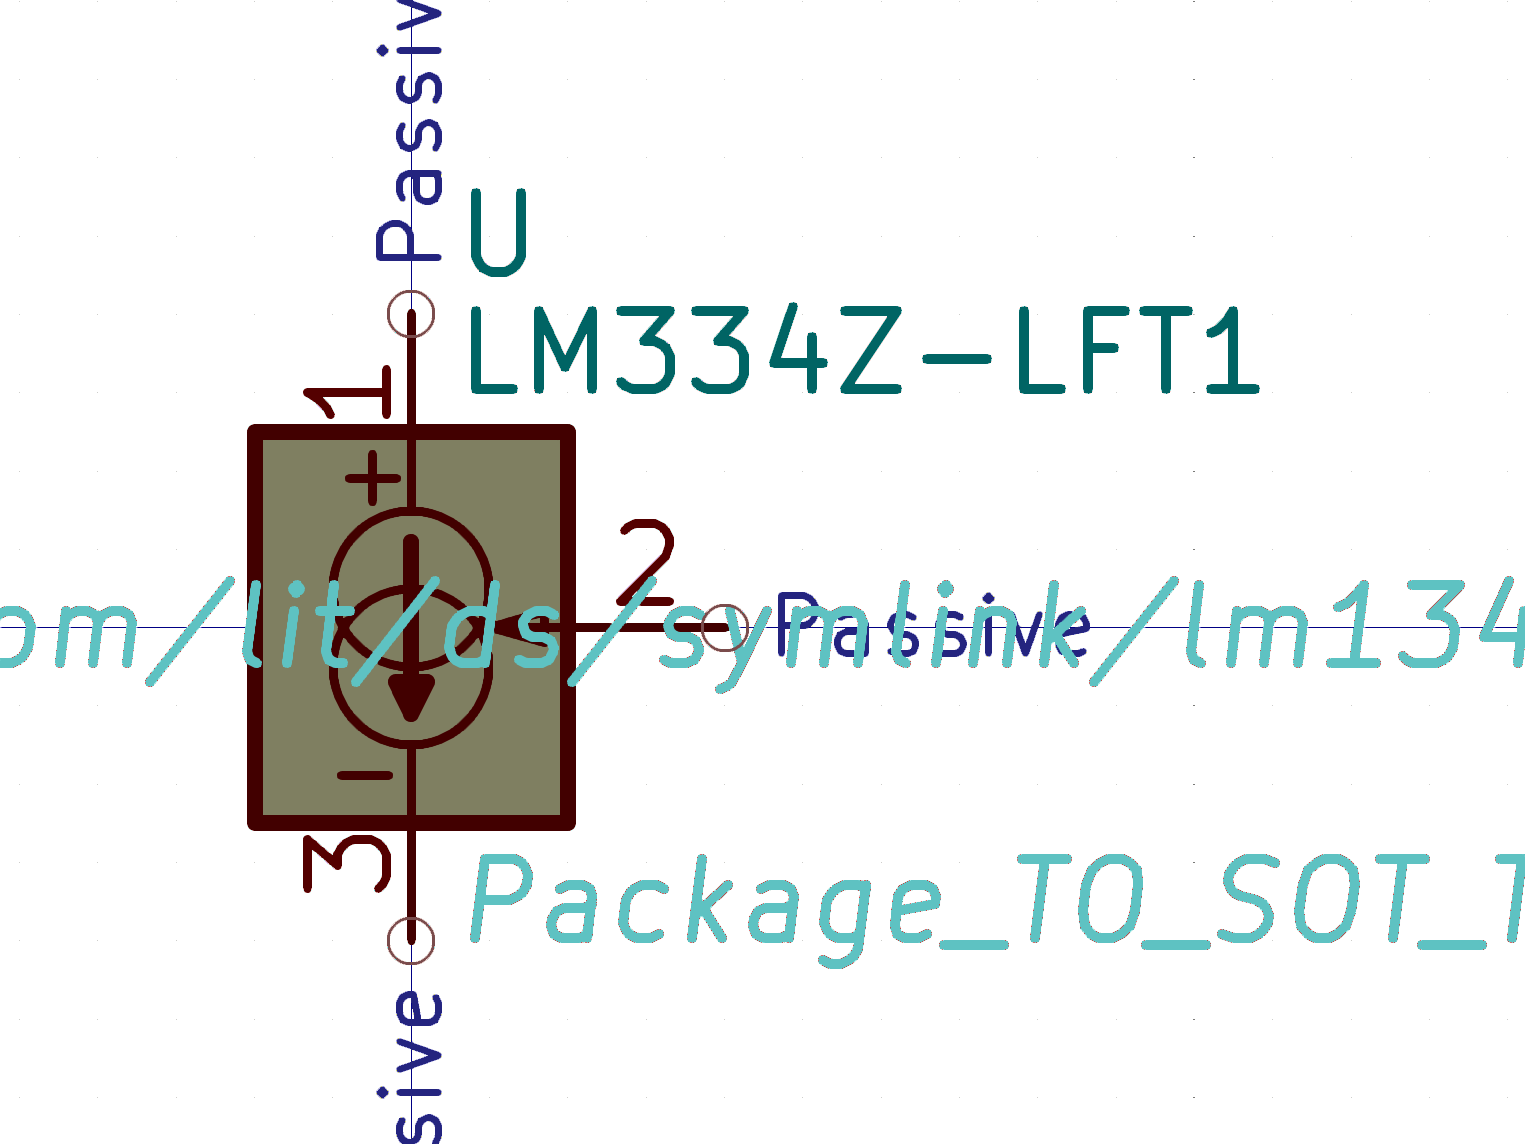 Passiv
U
LM334Z-LFT1
1
+
2
om/lit/ds/symlink/lm134
Passive
-
3
Package_TO_SOT_T
sive